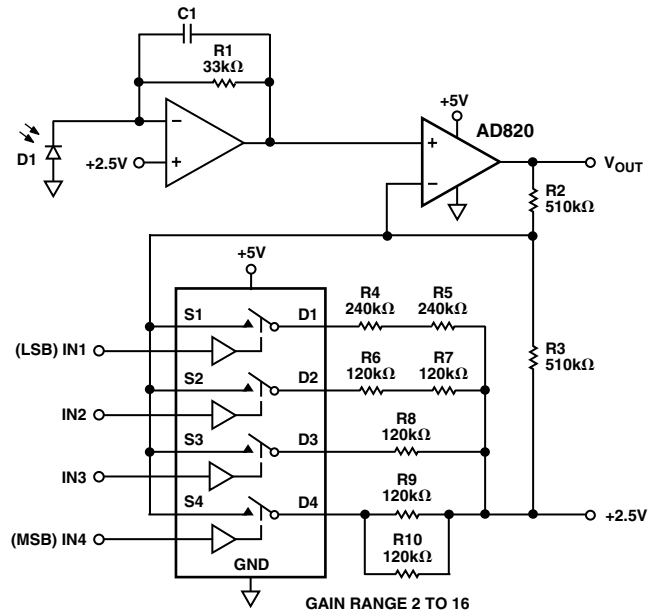 C1
R1
33kΩ
+5V
AD820
D1
+2.5V
VOUT
R2
510kΩ
+5V
S1
D1
R4
240kΩ
R5
240kΩ
(LSB) IN1
R3
510kΩ
S2
D2
R6
120kΩ
R7
120kΩ
IN2
S3
D3
R8
120kΩ
IN3
S4
D4
R9
120kΩ
+2.5V
(MSB) IN4
R10
120kΩ
GND
GAIN RANGE 2 TO 16
− + + −